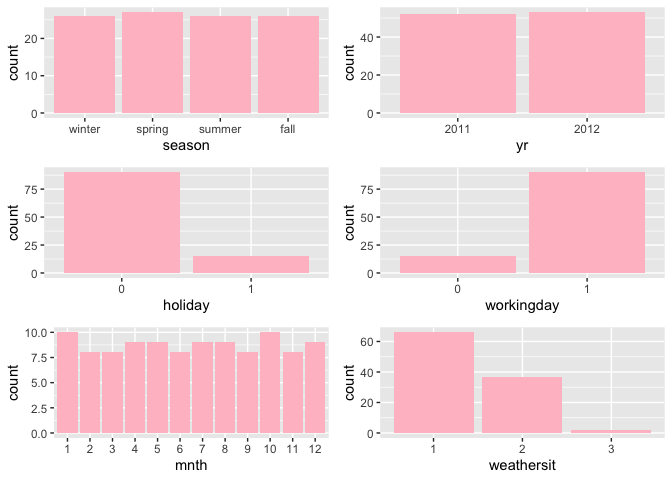 count
20
10
0
winter spring summer fall
season
count
40
20
0
2011 2012
yr
count
75
50
25
0
0 1
holiday
count
75
50
25
0
0 1
workingday
count
10.0
7.5
5.0
2.5
0.0
1 2 3 4 5 6 7 8 9 10 11 12
mnth
count
60
40
20
0
1 2 3
weathersit